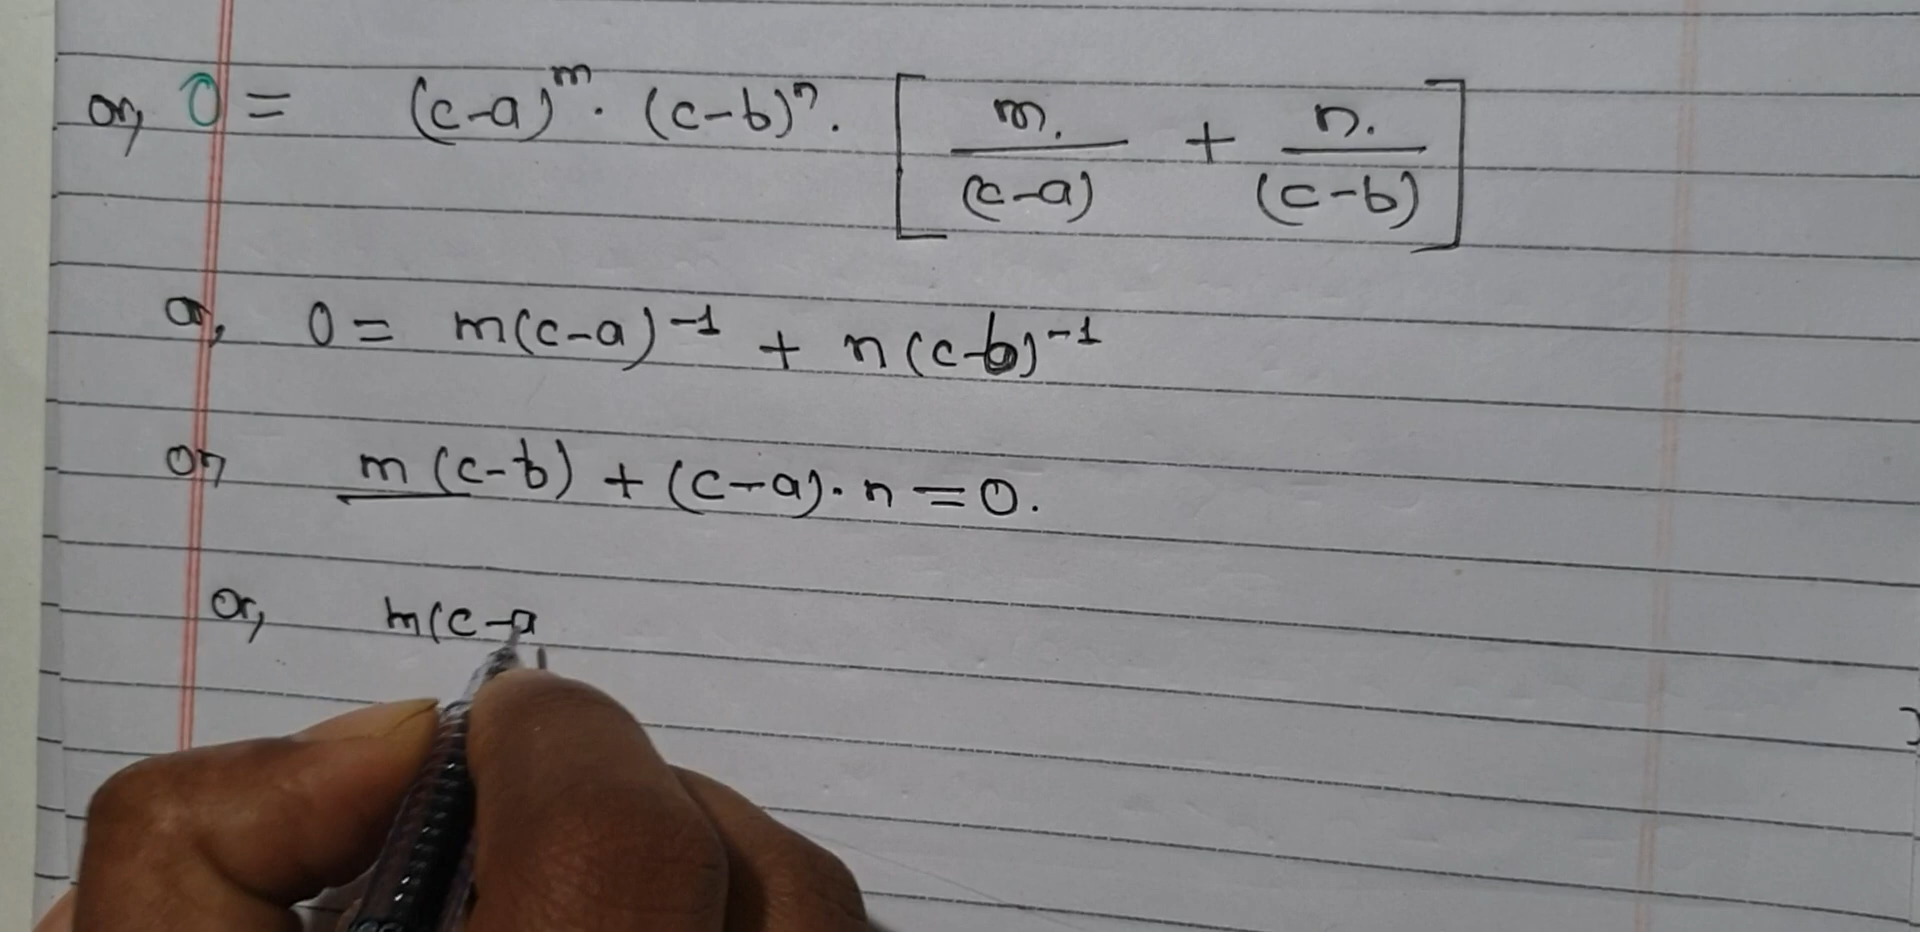 or, 0 = (c-a)^m · (c-b)^n · [ m. / (c-a) + n. / (c-b) ]
or, 0 = m(c-a)^-1 + n(c-b)^-1
or m(c-b) + (c-a)·n = 0.
Or, m(c-a